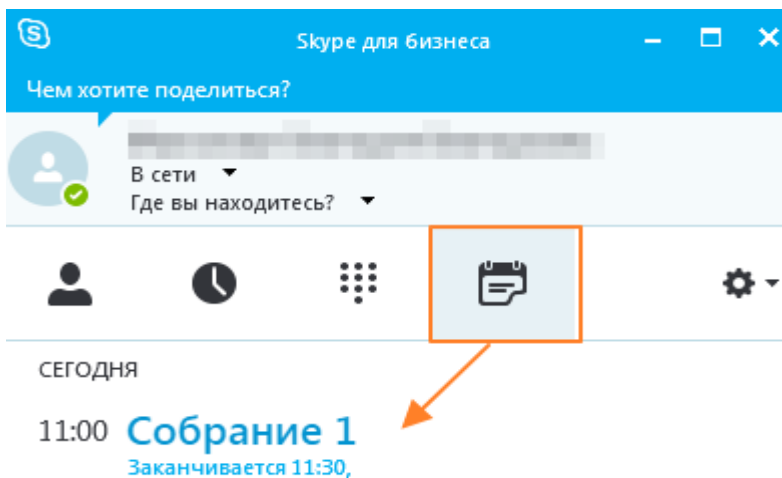 Skype для бизнеса
Чем хотите поделиться?
В сети
Где вы находитесь?
СЕГОДНЯ
11:00 Собрание 1
Заканчивается 11:30,